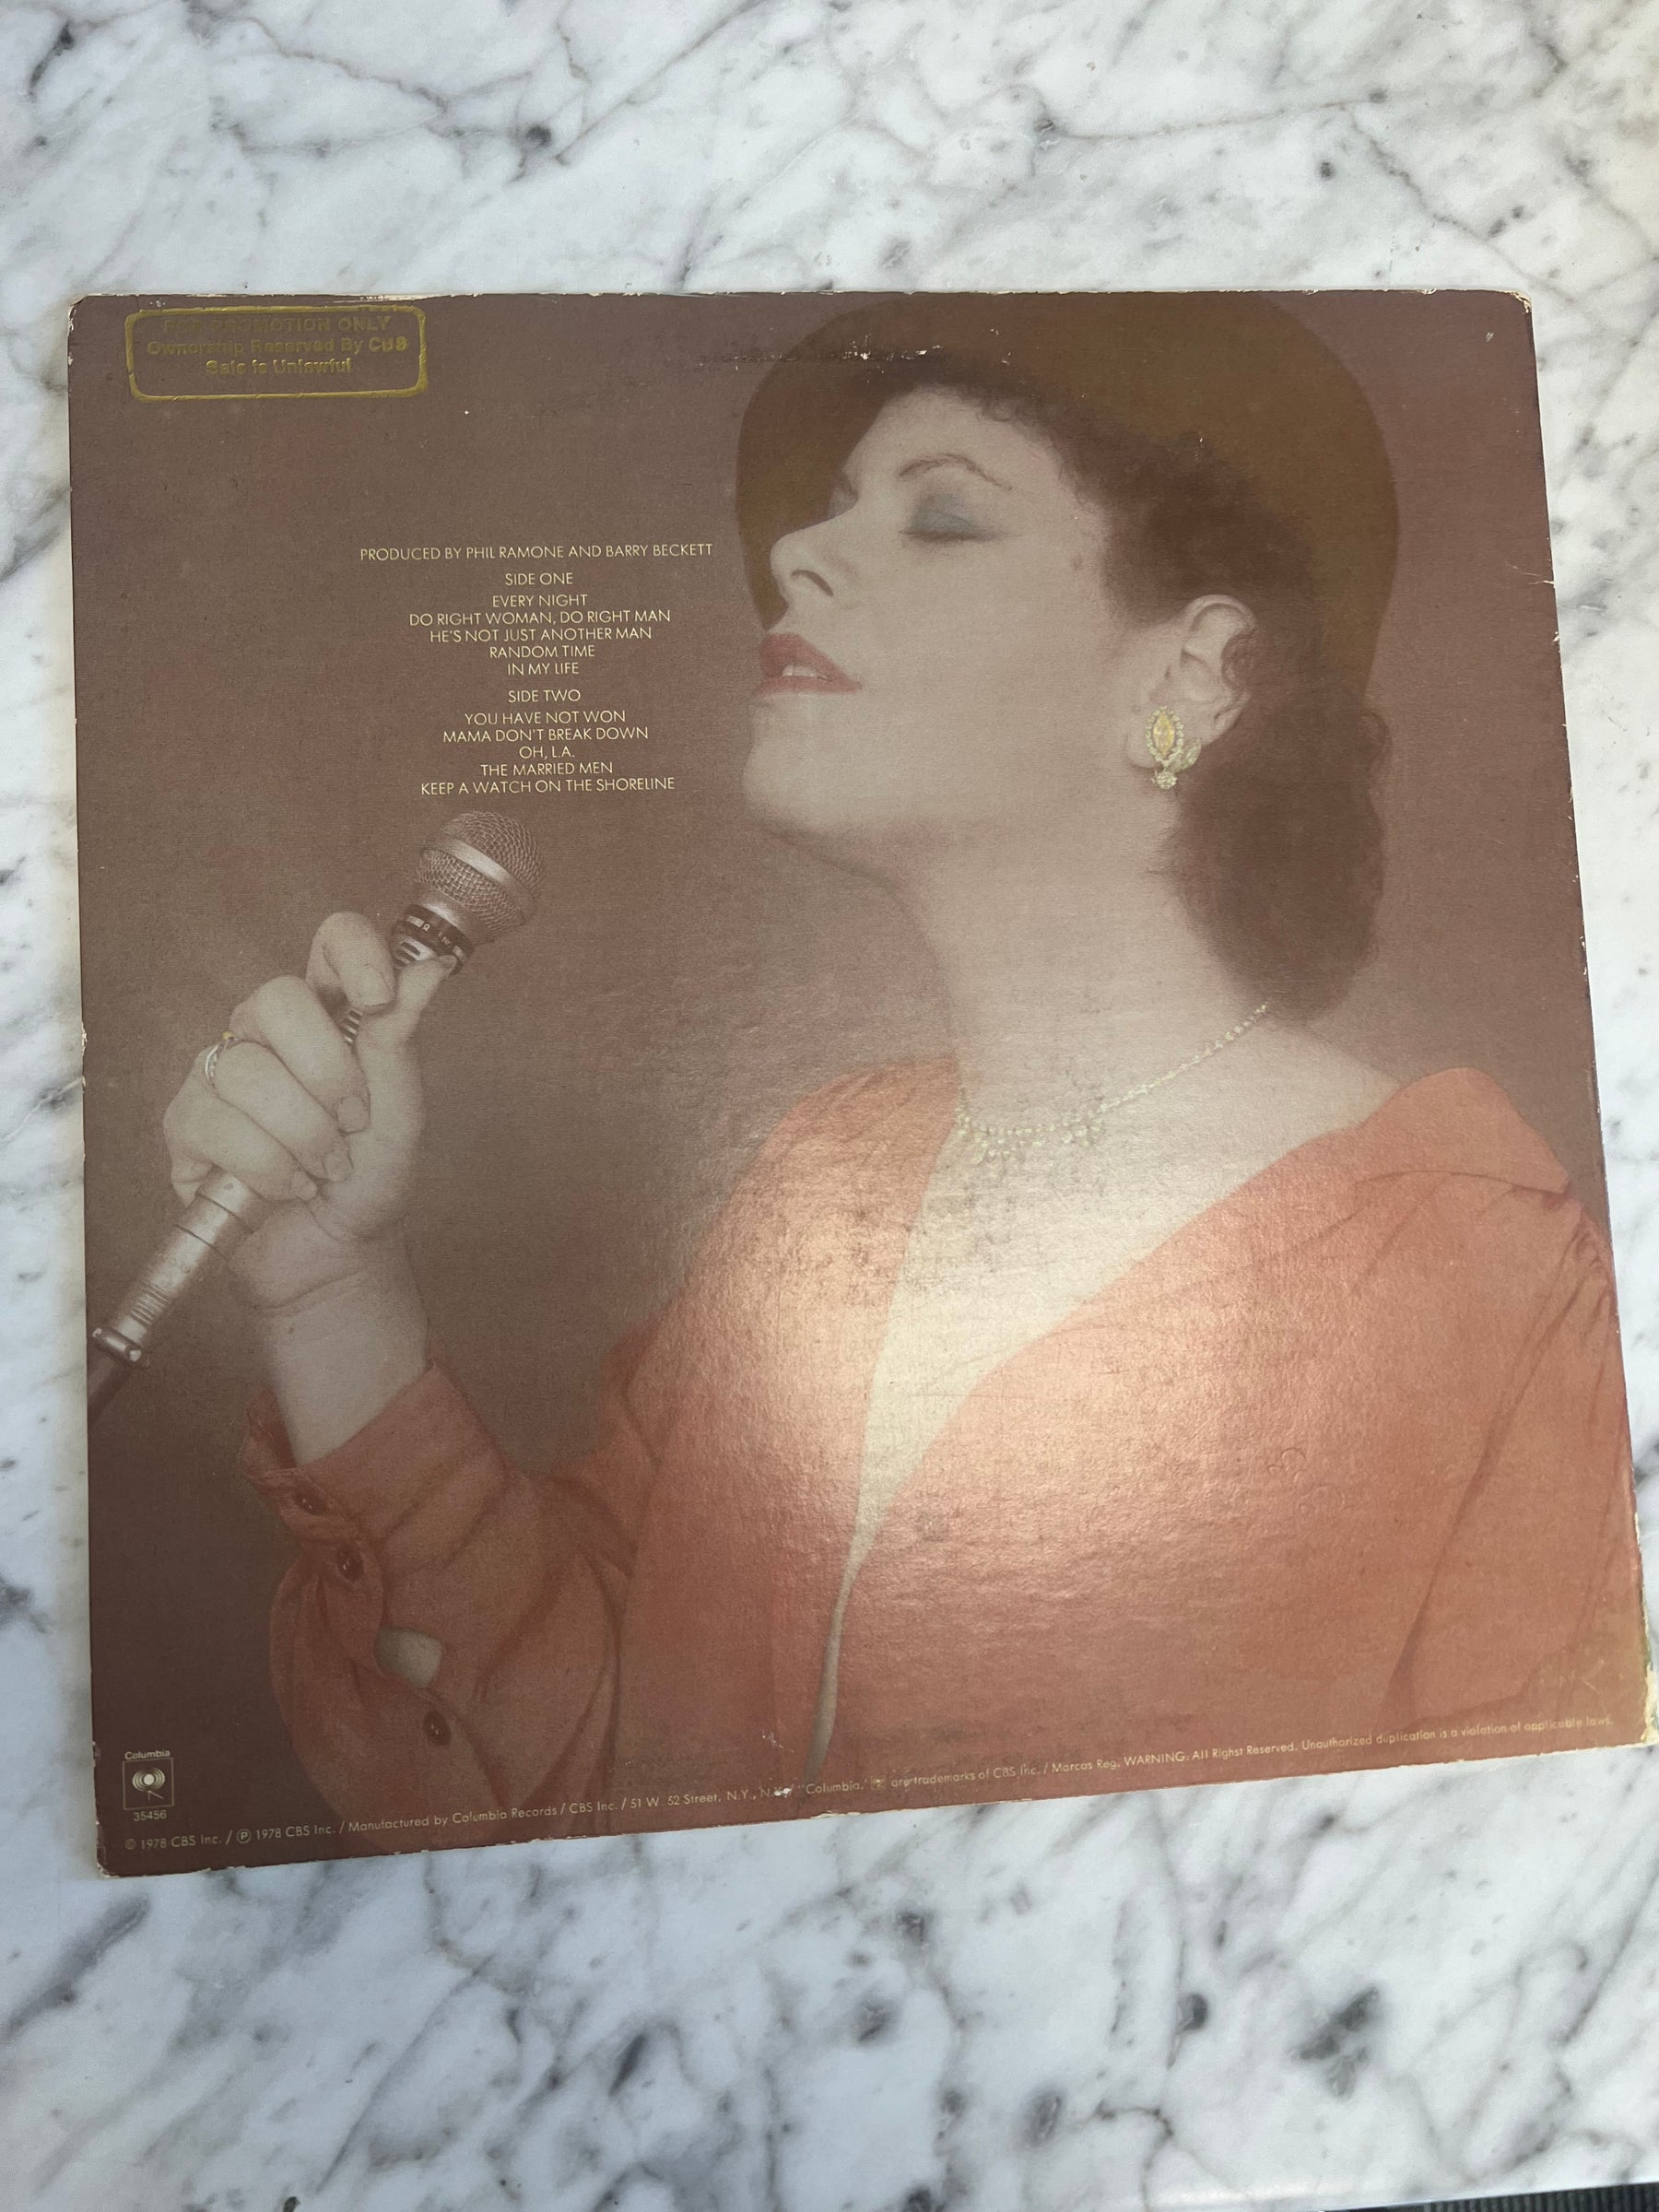 FOR PROMOTION ONLY
Ownership Reserved By CBS
Sale is Unlawful
PRODUCED BY PHIL RAMONE AND BARRY BECKETT
SIDE ONE
EVERY NIGHT
DO RIGHT WOMAN, DO RIGHT MAN
HE'S NOT JUST ANOTHER MAN
RANDOM TIME
IN MY LIFE
SIDE TWO
YOU HAVE NOT WON
MAMA DON'T BREAK DOWN
OH, L.A.
THE MARRIED MEN
KEEP A WATCH ON THE SHORELINE
Columbia
35456
© 1978 CBS Inc. / ℗ 1978 CBS Inc. / Manufactured by Columbia Records / CBS Inc. / 51 W. 52 Street, N.Y., N.Y. / "Columbia," are trademarks of CBS Inc. / Marcas Reg. WARNING: All Righst Reserved. Unauthorized duplication is a violation of applicable laws.